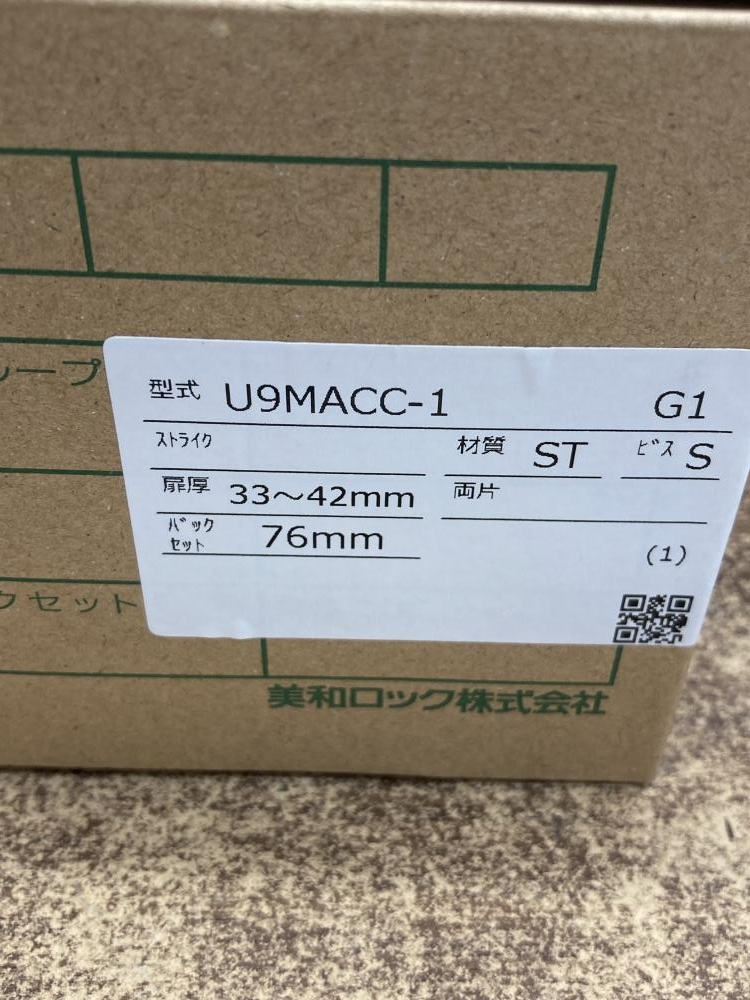 ループ
型式 U9MACC-1 G1
ｽﾄﾗｲｸ 材質 ST ﾋﾞｽ S
扉厚 33～42mm 両片
ﾊﾞｯｸ
ｾｯﾄ 76mm
(1)
クセット
美和ロック株式会社